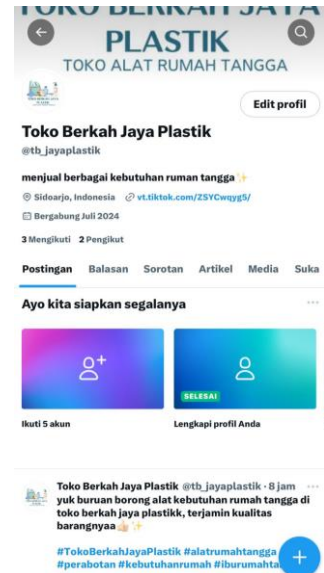 TOKO BERKAH JAYA
PLASTIK
TOKO ALAT RUMAH TANGGA
Edit profil
Toko Berkah Jaya Plastik
@tb_jayaplastik
menjual berbagai kebutuhan ruman tangga✨
Sidoarjo, Indonesia vt.tiktok.com/ZSYCwqyg5/
Bergabung Juli 2024
3 Mengikuti 2 Pengikut
Postingan Balasan Sorotan Artikel Media Suka
Ayo kita siapkan segalanya
SELESAI
Ikuti 5 akun Lengkapi profil Anda
Toko Berkah Jaya Plastik @tb_jayaplastik · 8 jam
yuk buruan borong alat kebutuhan rumah tangga di
toko berkah jaya plastikk, terjamin kualitas
barangnyaa👍✨
#TokoBerkahJayaPlastik #alatrumahtangga
#perabotan #kebutuhanrumah #iburumahta